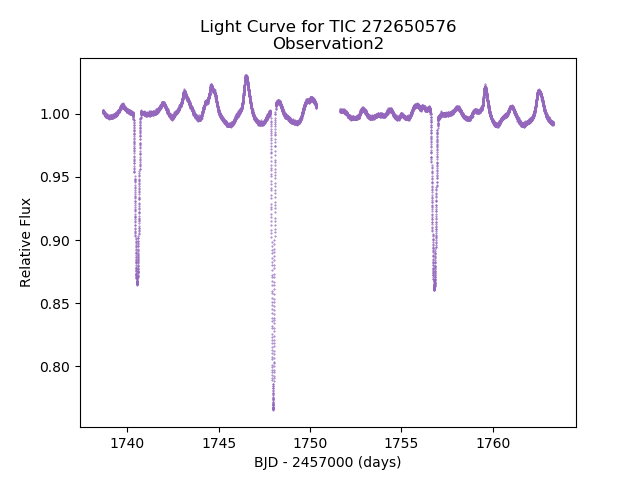 Light Curve for TIC 272650576
Observation2
1.00
0.95
0.90
0.85
0.80
Relative Flux
1740
1745
1750
1755
1760
BJD - 2457000 (days)